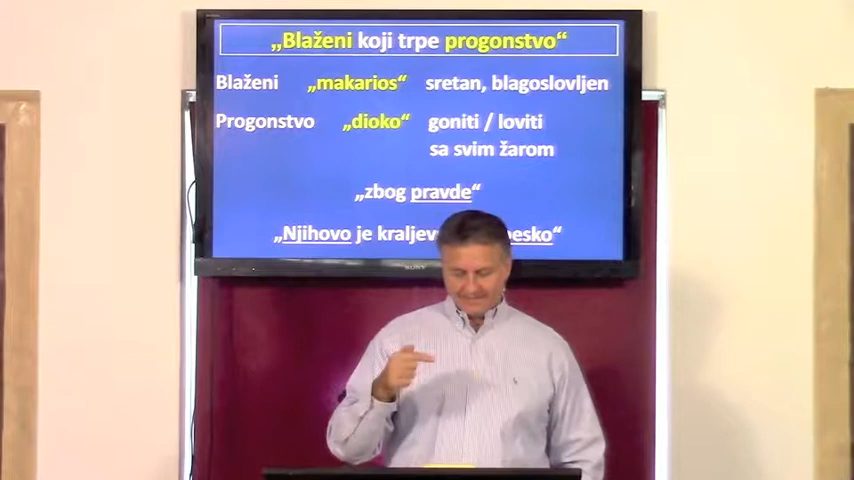 „Blaženi koji trpe progonstvo“
Blaženi „makarios“ sretan, blagoslovljen
Progonstvo „dioko“ goniti / loviti
sa svim žarom
„zbog pravde“
„Njihovo je
SONY